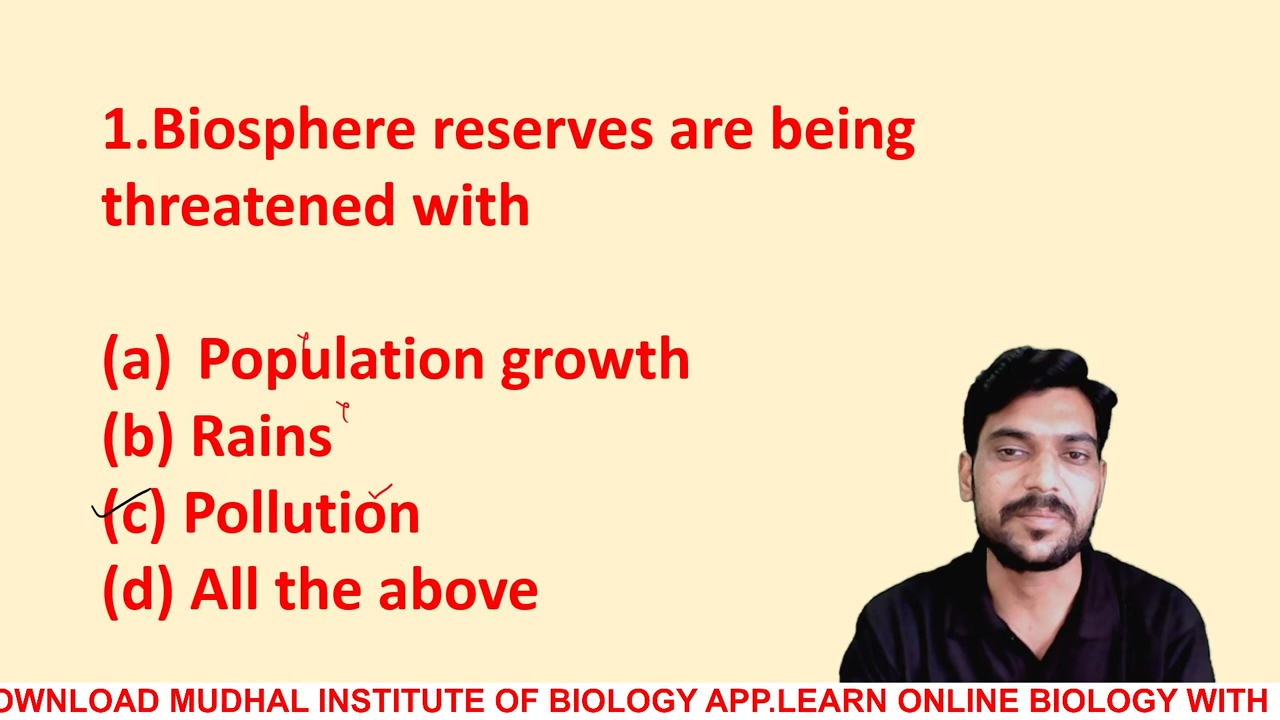 1.Biosphere reserves are being
threatened with
(a) Population growth
(b) Rains
(c) Pollution
(d) All the above
OWNLOAD MUDHAL INSTITUTE OF BIOLOGY APP.LEARN ONLINE BIOLOGY WITH